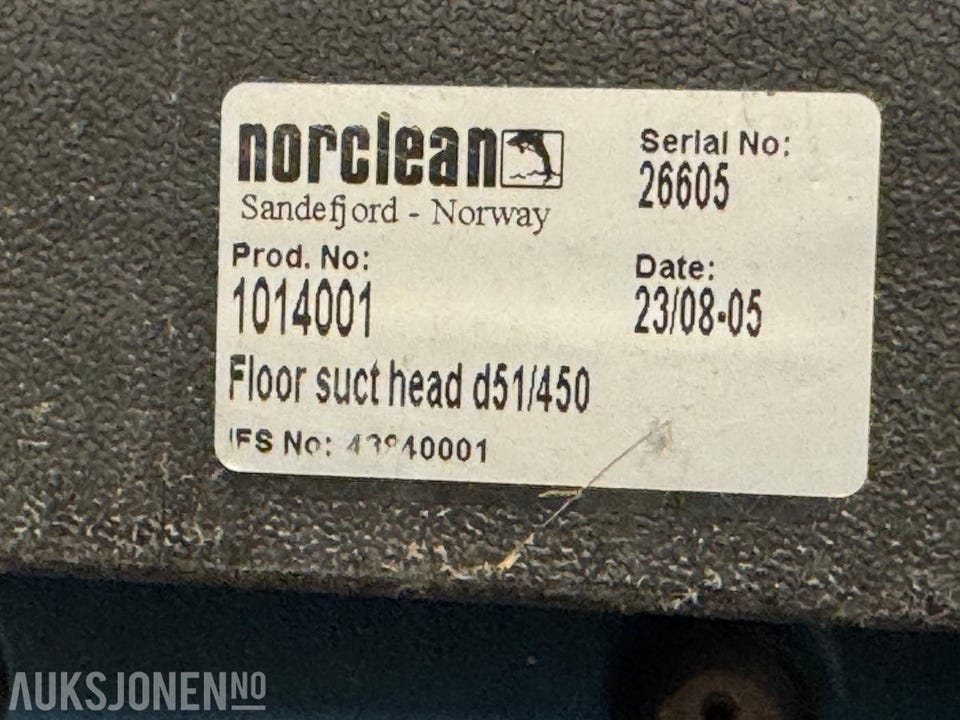 norclean
Sandefjord - Norway
Serial No:
26605
Prod. No:
1014001
Date:
23/08-05
Floor suct head d51/450
IFS No:
AUKSJONEN.NO